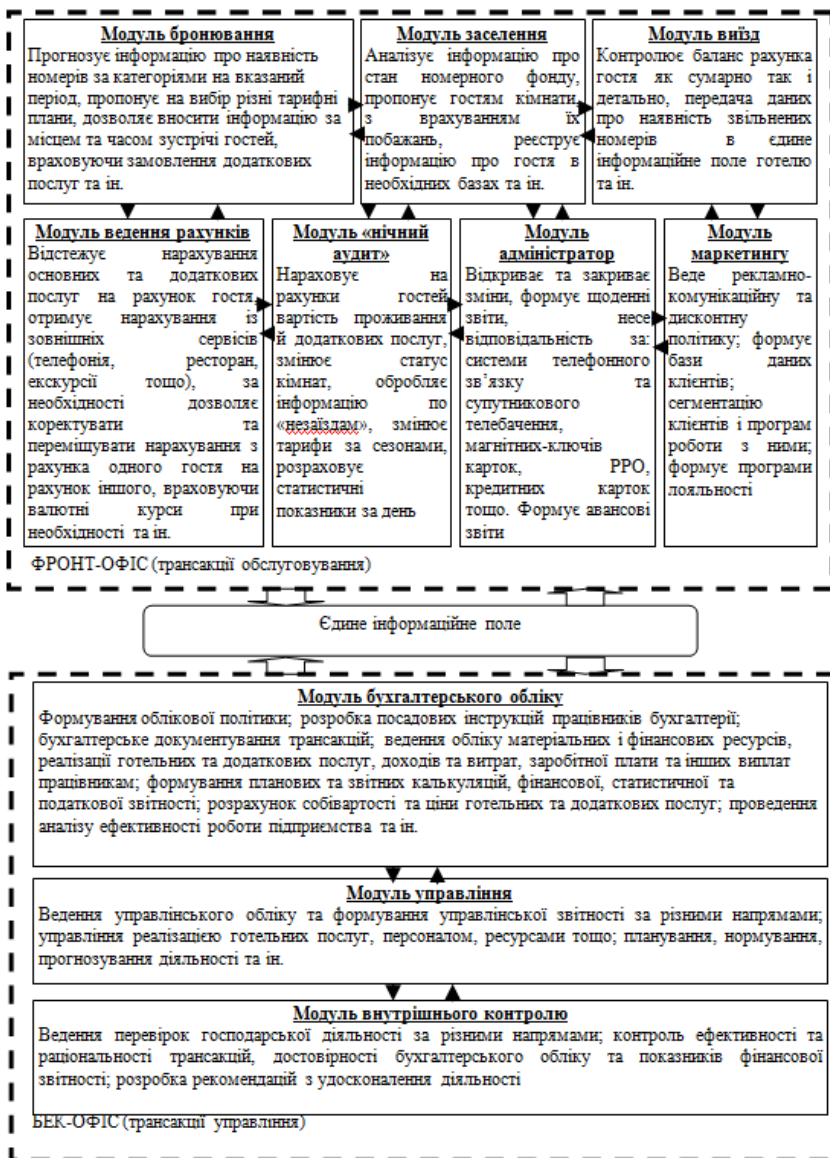 Модуль бронювання
Прогнозує інформацію про наявність
номерів за категоріями на вказаний
період, пропонує на вибір різні тарифні
плани, дозволяє вносити інформацію за
місцем та часом зустрічі гостей,
враховуючи замовлення додаткових
послуг та ін.
Модуль заселення
Аналізує інформацію про
стан номерного фонду,
пропонує гостям кімнати,
з врахуванням їх
побажань, реєструє
інформацію про гостя в
необхідних базах та ін.
Модуль виїзд
Контролює баланс рахунка
гостя як сумарно так і
детально, передача даних
про наявність звільнених
номерів в єдине
інформаційне поле готелю
та ін.
Модуль ведення рахунків
Відстежує нарахування
основних та додаткових
послуг на рахунок гостя,
отримує нарахування із
зовнішніх сервісів
(телефонія, ресторан,
екскурсії тощо), за
необхідності дозволяє
коректувати та
переміщувати нарахування з
рахунка одного гостя на
рахунок іншого, враховуючи
валютні курси при
необхідності та ін.
Модуль «нічний
аудит»
Нараховує на
рахунки гостей
вартість проживання
й додаткових послуг,
змінює статус
кімнат, обробляє
інформацію по
«незаїздам», змінює
тарифи за сезонами,
розраховує
статистичні
показники за день
Модуль
адміністратор
Відкриває та закриває
зміни, формує щоденні
звіти, несе
відповідальність за:
системи телефонного
зв’язку та
супутникового
телебачення,
магнітних-ключів
карток, РРО,
кредитних карток
тощо. Формує авансові
звіти
Модуль
маркетингу
Веде рекламно-
комунікаційну та
дисконтну
політику; формує
бази даних
клієнтів;
сегментацію
клієнтів і програм
роботи з ними;
формує програми
лояльності
ФРОНТ-ОФІС (трансакції обслуговування)
Єдине інформаційне поле
Модуль бухгалтерського обліку
Формування облікової політики; розробка посадових інструкцій працівників бухгалтерії;
бухгалтерське документування трансакцій; ведення обліку матеріальних і фінансових ресурсів,
реалізації готельних та додаткових послуг, доходів та витрат, заробітної плати та інших виплат
працівникам; формування планових та звітних калькуляцій, фінансової, статистичної та
податкової звітності; розрахунок собівартості та ціни готельних та додаткових послуг; проведення
аналізу ефективності роботи підприємства та ін.
Модуль управління
Ведення управлінського обліку та формування управлінської звітності за різними напрямами;
управління реалізацією готельних послуг, персоналом, ресурсами тощо; планування, нормування,
прогнозування діяльності та ін.
Модуль внутрішнього контролю
Ведення перевірок господарської діяльності за різними напрямами; контроль ефективності та
раціональності трансакцій, достовірності бухгалтерського обліку та показників фінансової
звітності; розробка рекомендацій з удосконалення діяльності
БЕК-ОФІС (трансакції управління)